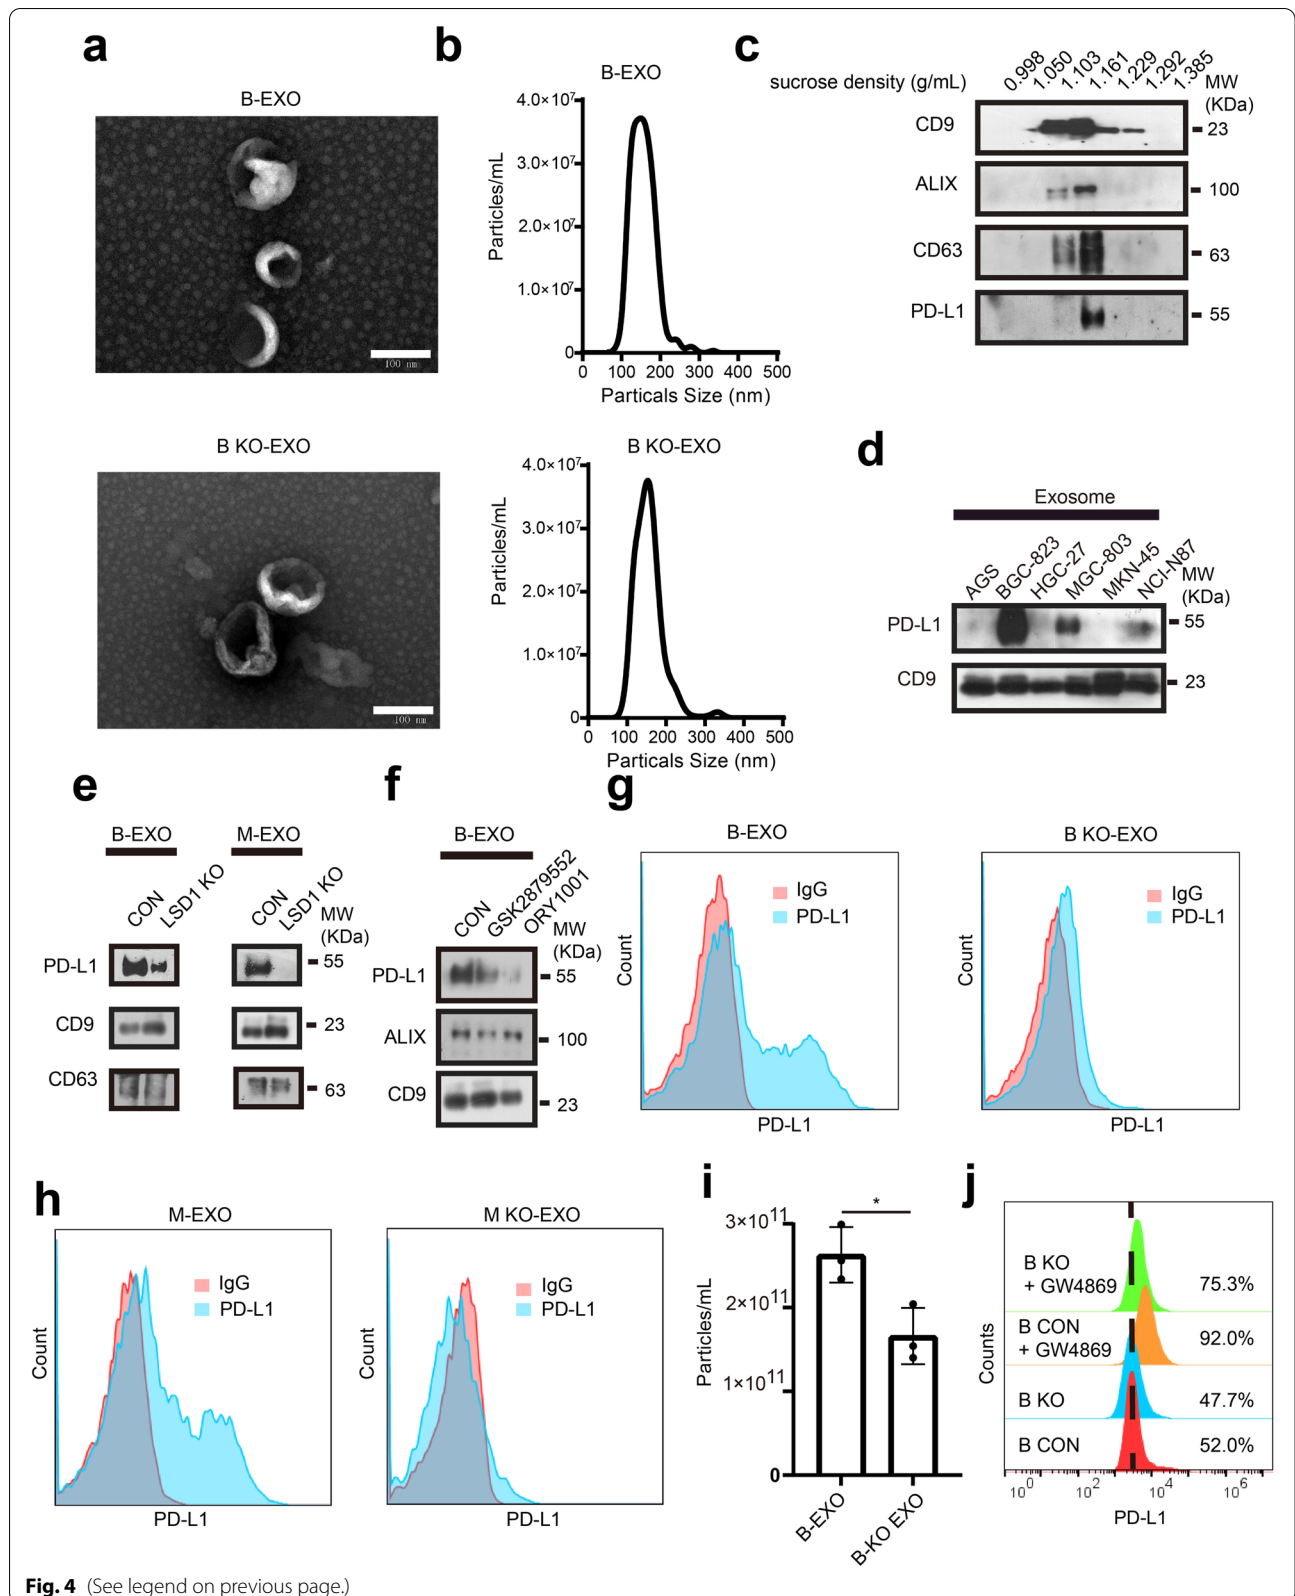 a
B-EXO
100 nm
B KO-EXO
100 nm
b
B-EXO
Particles/mL
4.0×10⁷
3.0×10⁷
2.0×10⁷
1.0×10⁷
0
0 100 200 300 400 500
Particals Size (nm)
B KO-EXO
Particles/mL
4.0×10⁷
3.0×10⁷
2.0×10⁷
1.0×10⁷
0
0 100 200 300 400 500
Particals Size (nm)
c
sucrose density (g/mL)
0.998 1.050 1.103 1.161 1.229 1.292 1.385
MW
(KDa)
CD9 23
ALIX 100
CD63 63
PD-L1 55
d
Exosome
AGS BGC-823 HGC-27 MGC-803 MKN-45 NCI-N87
MW
(KDa)
PD-L1 55
CD9 23
e
B-EXO M-EXO
CON LSD1 KO CON LSD1 KO
MW
(KDa)
PD-L1 55
CD9 23
CD63 63
f
B-EXO
CON GSK2879552 ORY1001
MW
(KDa)
PD-L1 55
ALIX 100
CD9 23
g
B-EXO
IgG
PD-L1
Count
PD-L1
B KO-EXO
IgG
PD-L1
Count
PD-L1
h
M-EXO
IgG
PD-L1
Count
PD-L1
M KO-EXO
IgG
PD-L1
Count
PD-L1
i
*
Particles/mL
3×10¹¹
2×10¹¹
1×10¹¹
0
B-EXO
B-KO EXO
j
Counts
B KO
+ GW4869 75.3%
B CON
+ GW4869 92.0%
B KO 47.7%
B CON 52.0%
10⁰ 10² 10⁴ 10⁶
PD-L1
Fig. 4 (See legend on previous page.)